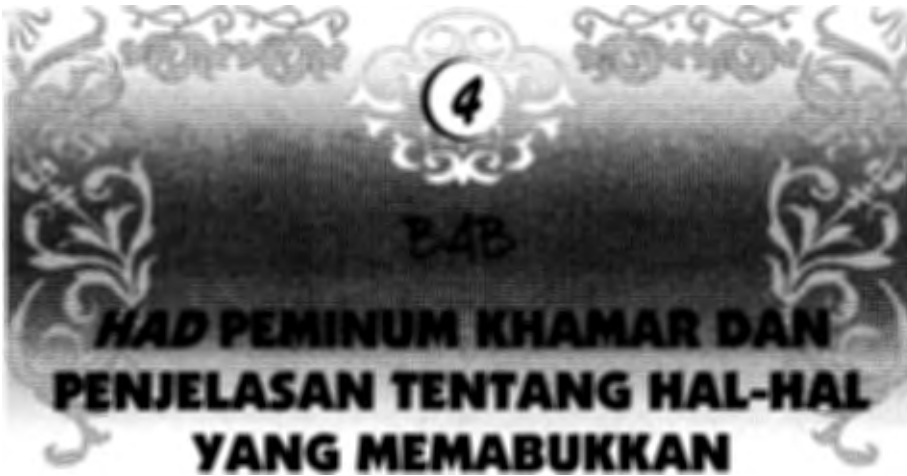 4
BAB
HAD PEMINUM KHAMAR DAN
PENJELASAN TENTANG HAL-HAL
YANG MEMABUKKAN